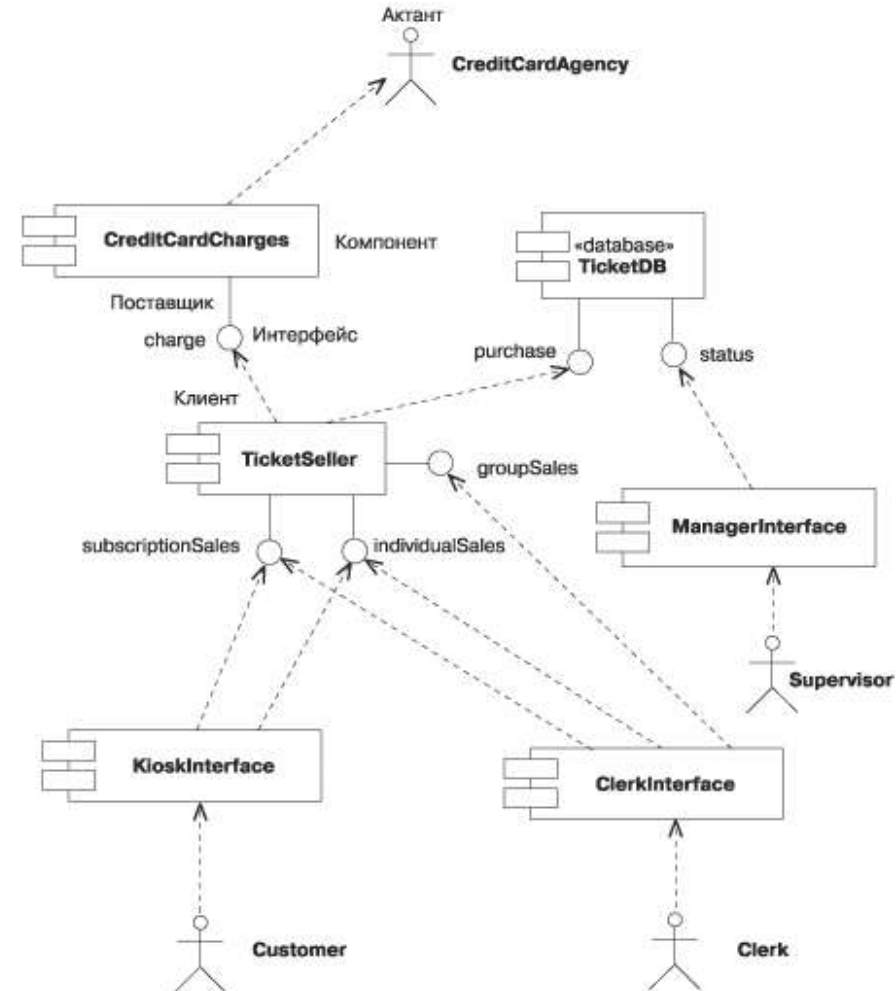 Актант
CreditCardAgency
CreditCardCharges
Компонент
«database»
TicketDB
Поставщик
charge
Интерфейс
purchase
status
Клиент
TicketSeller
groupSales
ManagerInterface
subscriptionSales
individualSales
Supervisor
KioskInterface
ClerkInterface
Customer
Clerk